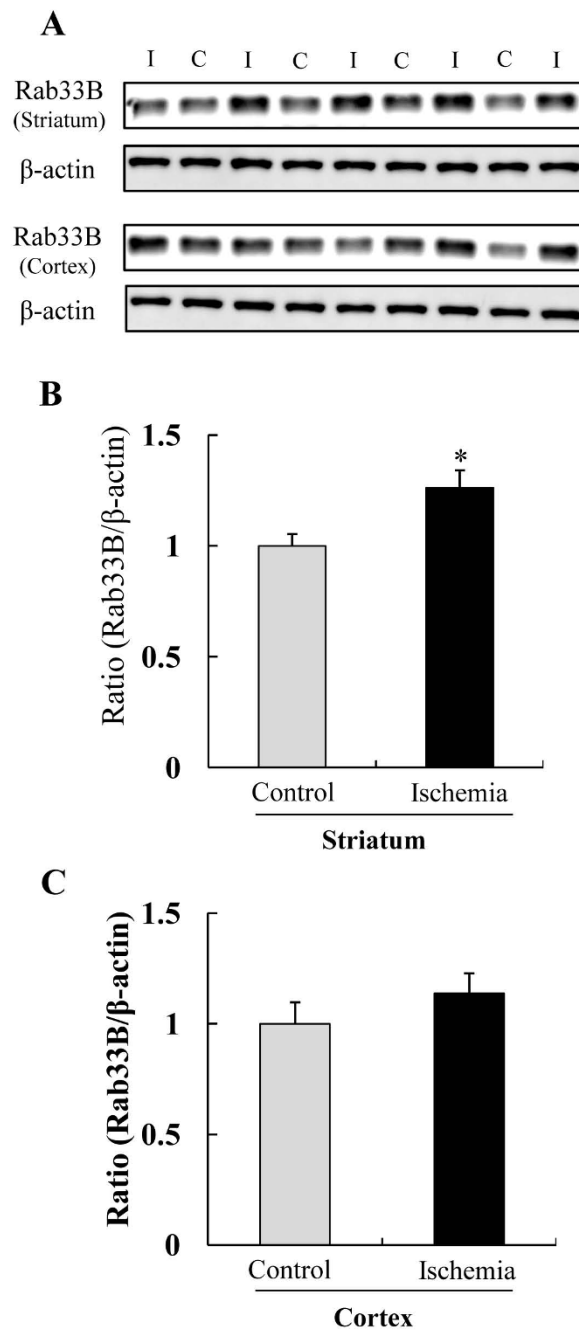 A
I C I C I C I C I
Rab33B
(Striatum)
β-actin
Rab33B
(Cortex)
β-actin
B
Ratio (Rab33B/β-actin)
1.5
1
0.5
0
*
Control Ischemia
Striatum
C
Ratio (Rab33B/β-actin)
1.5
1
0.5
0
Control Ischemia
Cortex